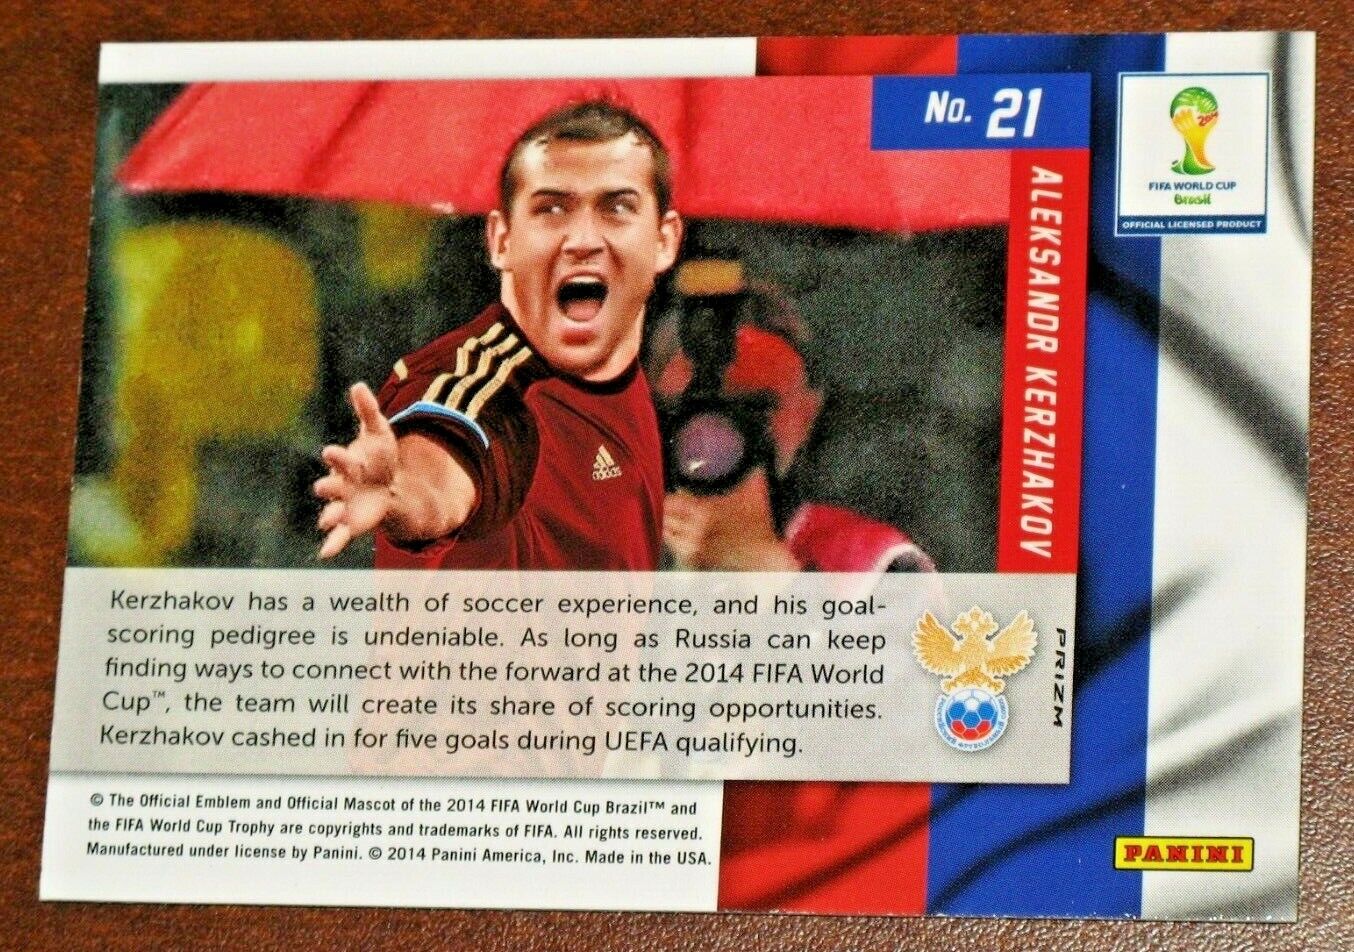 No. 21
ALEKSANDR KERZHAKOV
2014
FIFA WORLD CUP
Brasil
OFFICIAL LICENSED PRODUCT
adidas
Kerzhakov has a wealth of soccer experience, and his goal-
scoring pedigree is undeniable. As long as Russia can keep
finding ways to connect with the forward at the 2014 FIFA World
Cup™, the team will create its share of scoring opportunities.
Kerzhakov cashed in for five goals during UEFA qualifying.
PRIZM
© The Official Emblem and Official Mascot of the 2014 FIFA World Cup Brazil™ and
the FIFA World Cup Trophy are copyrights and trademarks of FIFA. All rights reserved.
Manufactured under license by Panini. © 2014 Panini America, Inc. Made in the USA.
PANINI